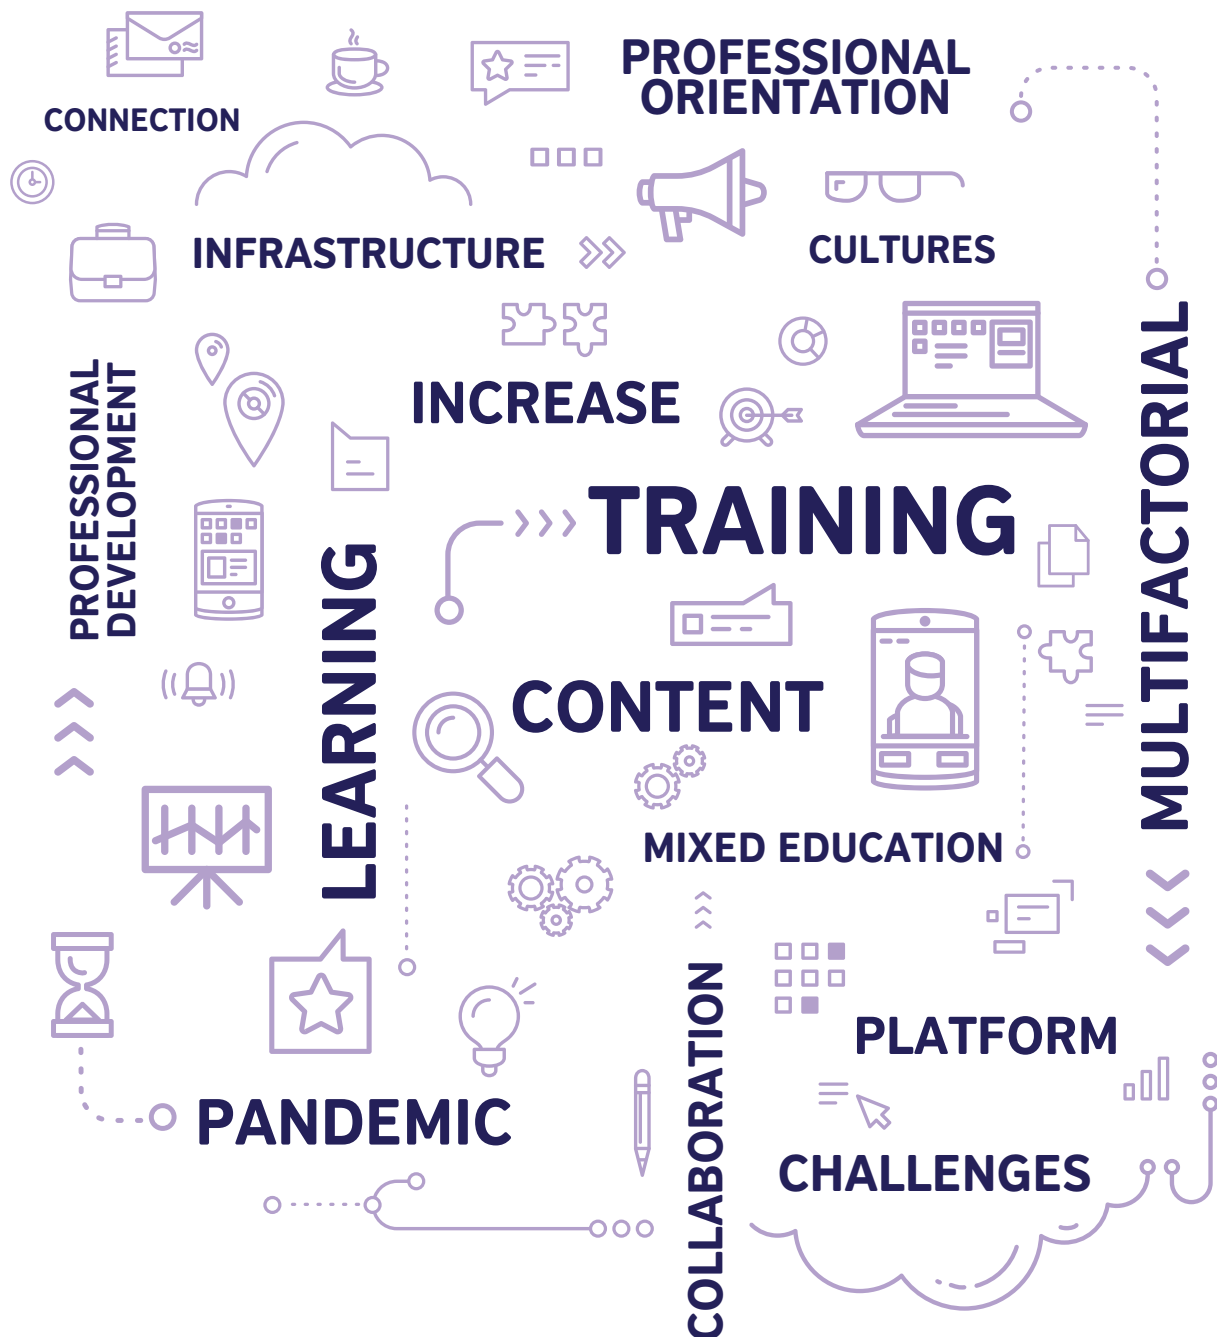 PROFESSIONAL
ORIENTATION
CONNECTION
INFRASTRUCTURE
CULTURES
INCREASE
PROFESSIONAL
DEVELOPMENT
MULTIFACTORIAL
TRAINING
LEARNING
CONTENT
MIXED EDUCATION
COLLABORATION
PLATFORM
PANDEMIC
CHALLENGES